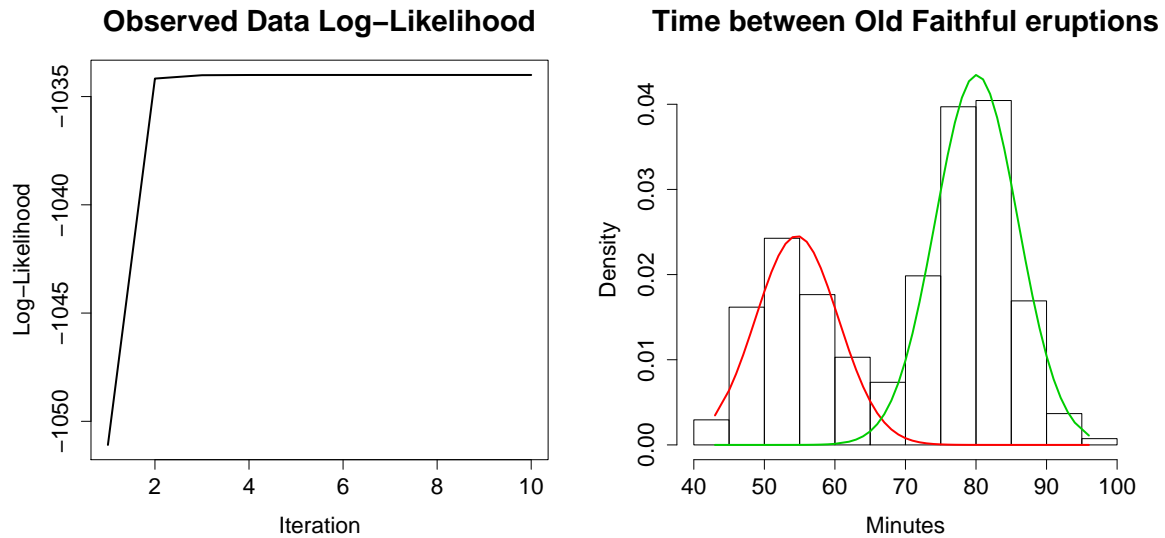 Observed Data Log−Likelihood
Log−Likelihood
−1035
−1040
−1045
−1050
2 4 6 8 10
Iteration
Time between Old Faithful eruptions
Density
0.04
0.03
0.02
0.01
0.00
40 50 60 70 80 90 100
Minutes